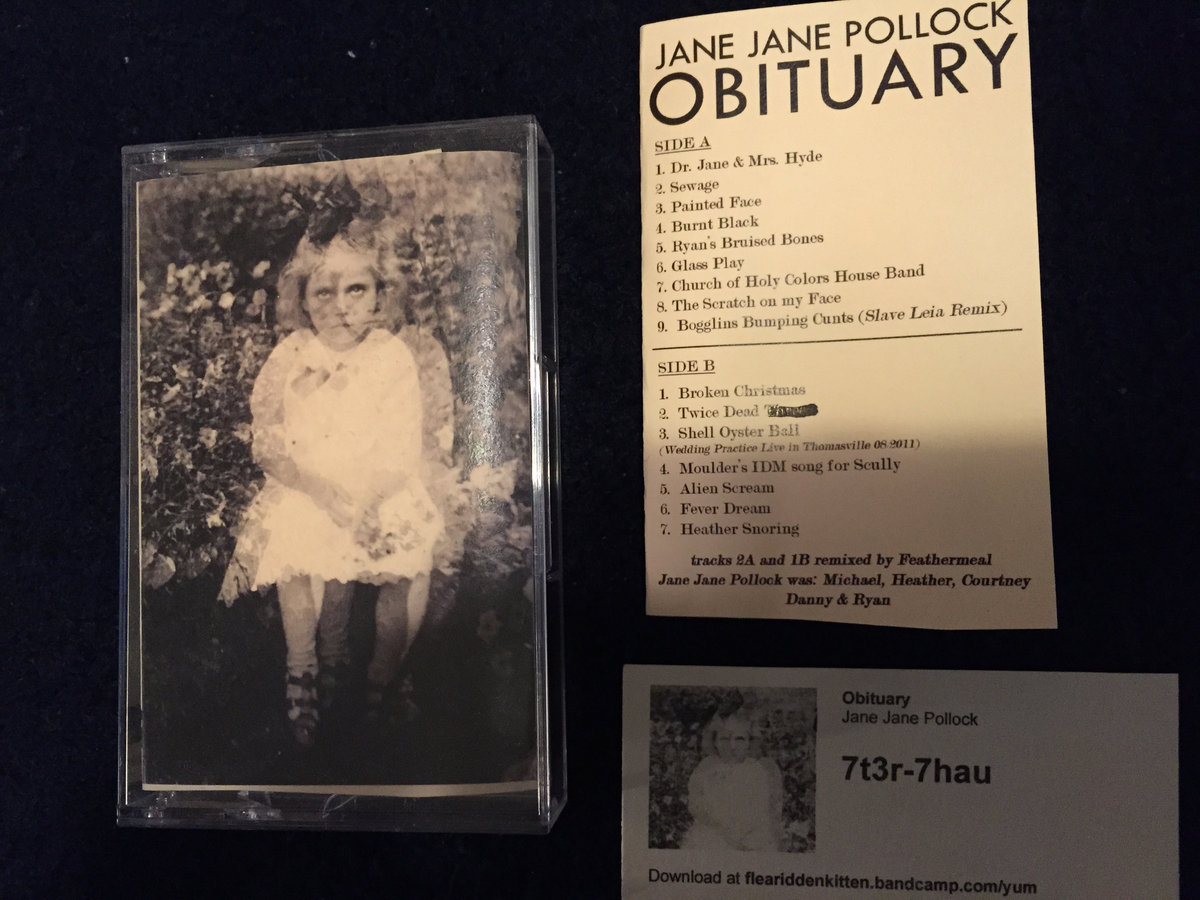 JANE JANE POLLOCK
OBITUARY
SIDE A
1. Dr. Jane & Mrs. Hyde
2. Sewage
3. Painted Face
4. Burnt Black
5. Ryan's Bruised Bones
6. Glass Play
7. Church of Holy Colors House Band
8. The Scratch on my Face
9. Bogglins Bumping Cunts (Slave Leia Remix)
SIDE B
1. Broken Christmas
2. Twice Dead
3. Shell Oyster Ball
(Wedding Practice Live in Thomasville 08.2011)
4. Moulder's IDM song for Scully
5. Alien Scream
6. Fever Dream
7. Heather Snoring
tracks 2A and 1B remixed by Feathermeal
Jane Jane Pollock was: Michael, Heather, Courtney
Danny & Ryan
Obituary
Jane Jane Pollock
7t3r-7hau
Download at fleariddenkitten.bandcamp.com/yum